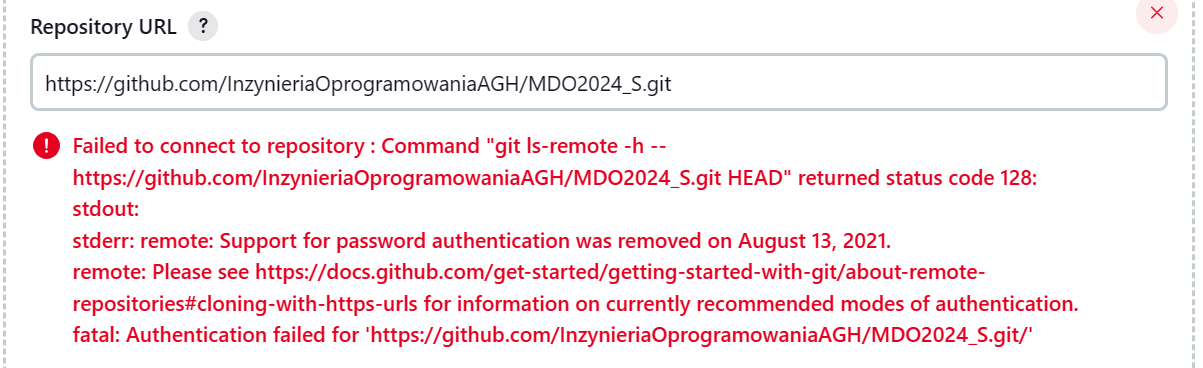 Repository URL ?
https://github.com/InzynieriaOprogramowaniaAGH/MDO2024_S.git
Failed to connect to repository : Command "git ls-remote -h --
https://github.com/InzynieriaOprogramowaniaAGH/MDO2024_S.git HEAD" returned status code 128:
stdout:
stderr: remote: Support for password authentication was removed on August 13, 2021.
remote: Please see https://docs.github.com/get-started/getting-started-with-git/about-remote-
repositories#cloning-with-https-urls for information on currently recommended modes of authentication.
fatal: Authentication failed for 'https://github.com/InzynieriaOprogramowaniaAGH/MDO2024_S.git/'